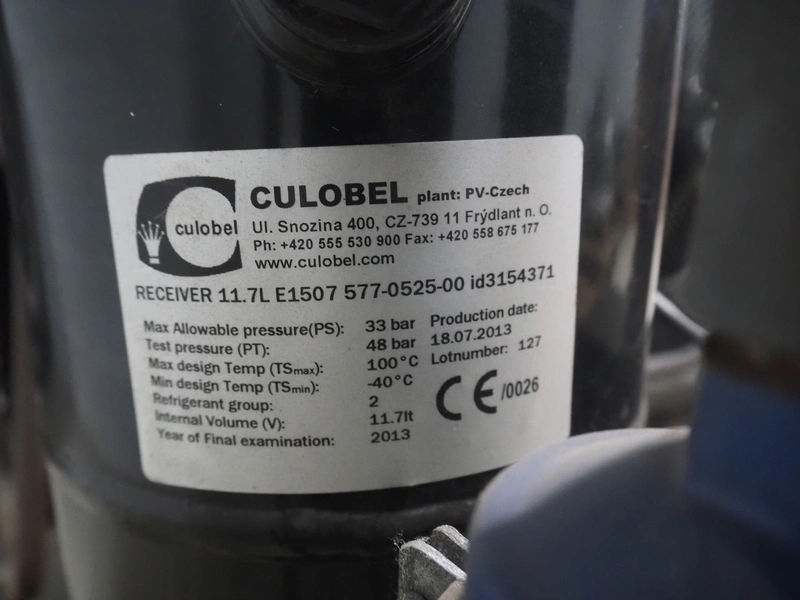 culobel
CULOBEL plant: PV-Czech
Ul. Snozina 400, CZ-739 11 Frýdlant n. O.
Ph: +420 555 530 900 Fax: +420 558 675 177
www.culobel.com
RECEIVER 11.7L E1507 577-0525-00 id3154371
Max Allowable pressure(PS): 33 bar
Test pressure (PT): 48 bar
Max design Temp (TSmax): 100°C
Min design Temp (TSmin): -40°C
Refrigerant group: 2
Internal Volume (V): 11.7lt
Year of Final examination: 2013
Production date:
18.07.2013
Lotnumber: 127
CE/0026